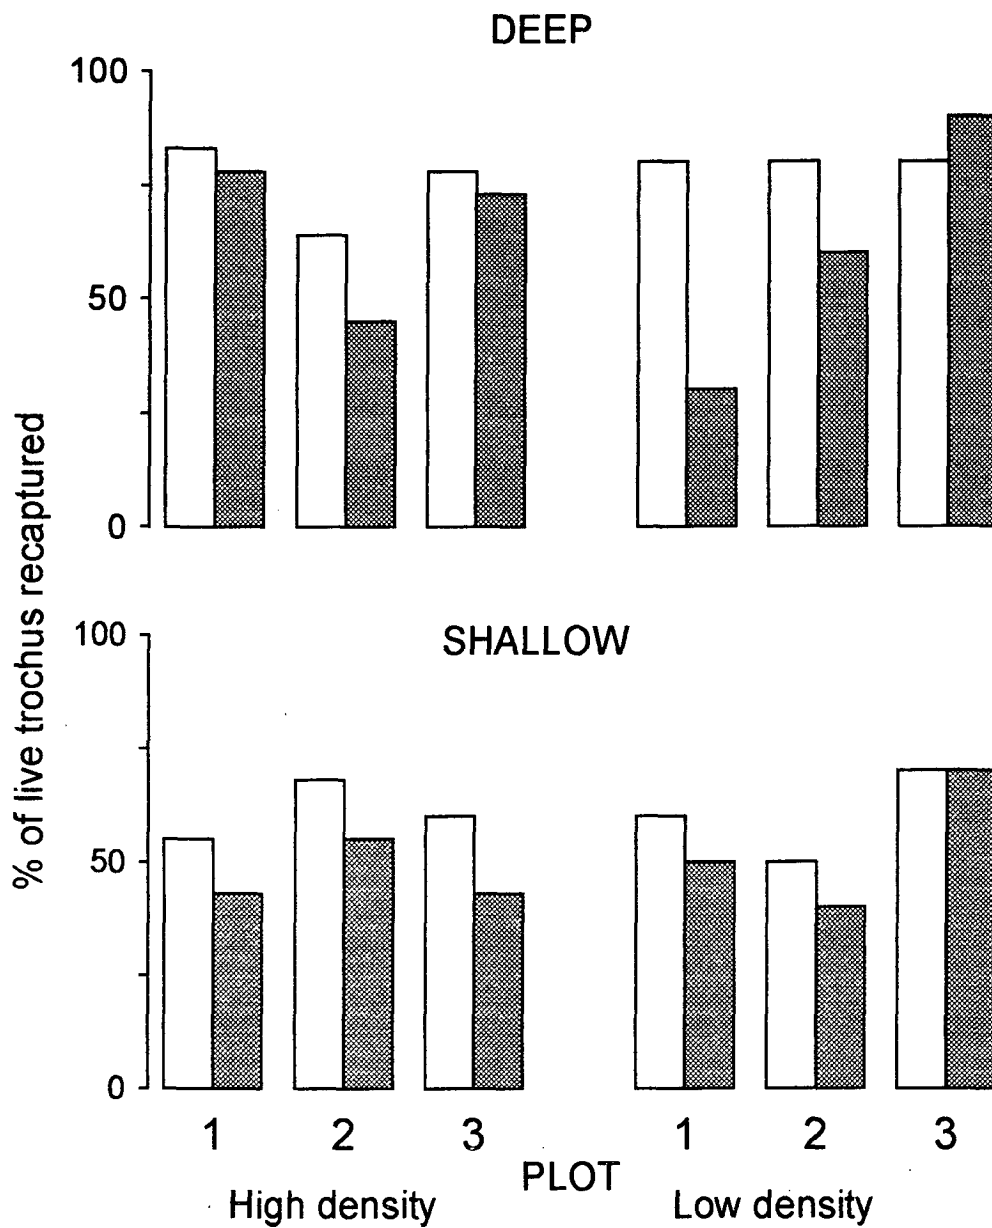 DEEP
100
50
0
% of live trochus recaptured
SHALLOW
100
50
0
1 2 3 1 2 3
PLOT
High density Low density